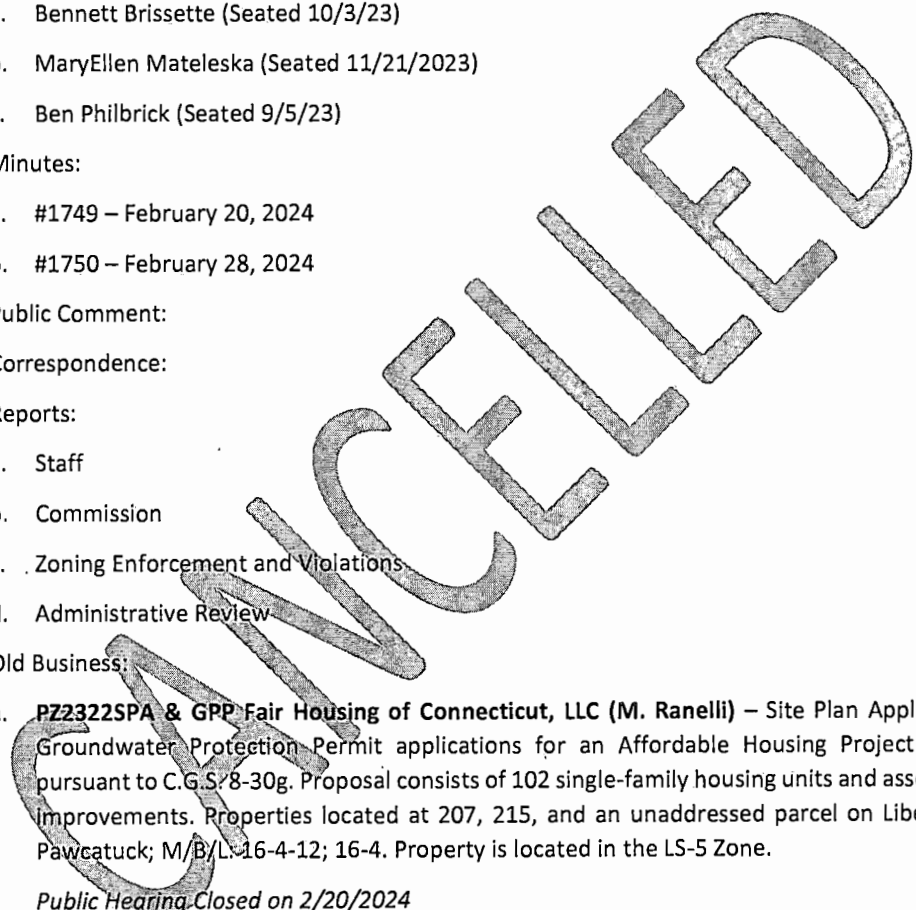 Bennett Brissette (Seated 10/3/23)
MaryEllen Mateleska (Seated 11/21/2023)
Ben Philbrick (Seated 9/5/23)
Minutes:
#1749 – February 20, 2024
#1750 – February 28, 2024
ublic Comment:
orrespondence:
eports:
Staff
Commission
Zoning Enforcement and Violations
Administrative Review
Old Business:
PZ2322SPA & GPP Fair Housing of Connecticut, LLC (M. Ranelli) – Site Plan Appl
Groundwater Protection Permit applications for an Affordable Housing Project
pursuant to C.G.S. 8-30g. Proposal consists of 102 single-family housing units and ass
improvements. Properties located at 207, 215, and an unaddressed parcel on Lib
Pawcatuck; M/B/L: 16-4-12; 16-4. Property is located in the LS-5 Zone.
Public Hearing Closed on 2/20/2024
CANCELLED